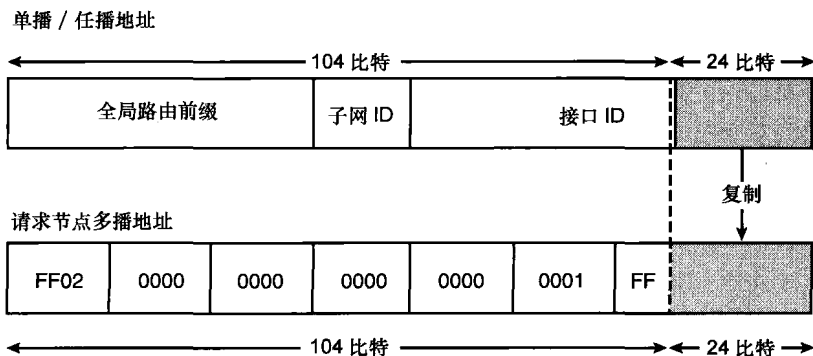 单播 / 任播地址
104 比特 24 比特
全局路由前缀 子网 ID 接口 ID
复制
请求节点多播地址
FF02 0000 0000 0000 0000 0001 FF
104 比特 24 比特